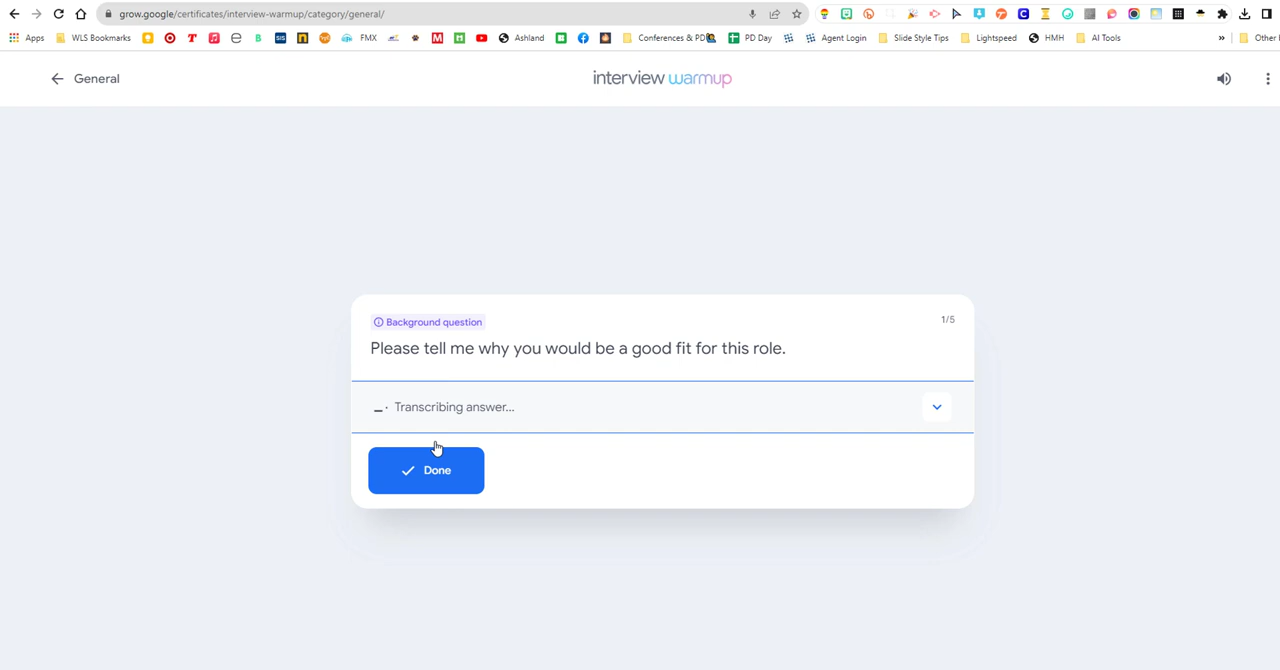 grow.google/certificates/interview-warmup/category/general/
Apps WLS Bookmarks FMX Ashland Conferences & PD PD Day Agent Login Slide Style Tips Lightspeed HMH AI Tools » Other
General
interview warmup
Background question
1/5
Please tell me why you would be a good fit for this role.
Transcribing answer...
Done